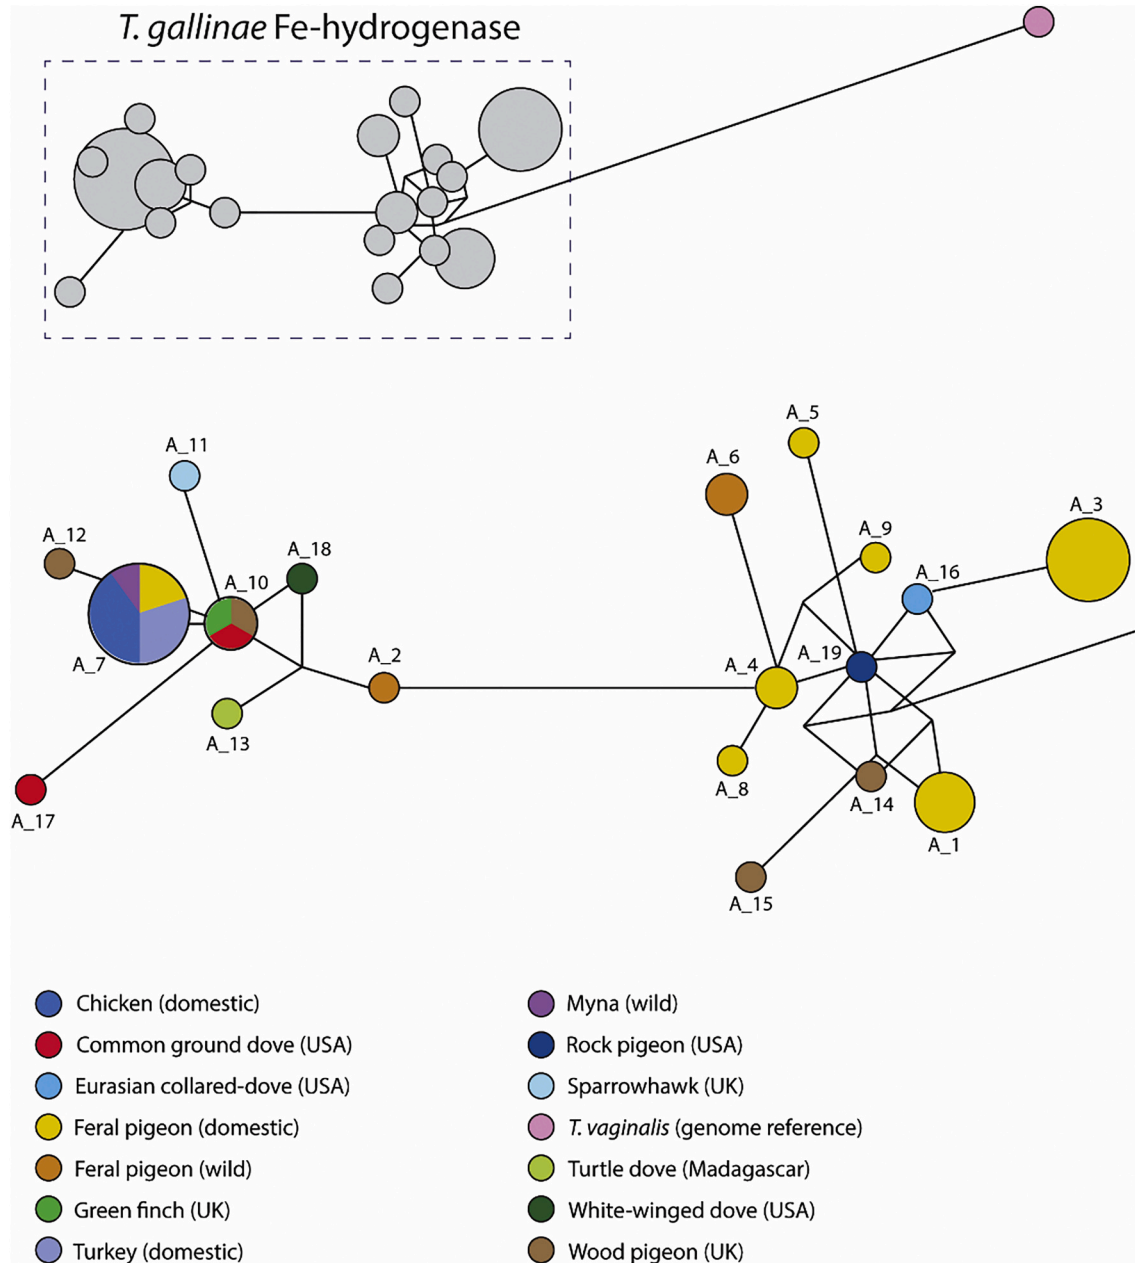 T. gallinae Fe-hydrogenase
A_5
A_11
A_6
A_3
A_12
A_9
A_18
A_16
A_10
A_19
A_2
A_4
A_7
A_13
A_8
A_14
A_17
A_1
A_15
Chicken (domestic)
Common ground dove (USA)
Eurasian collared-dove (USA)
Feral pigeon (domestic)
Feral pigeon (wild)
Green finch (UK)
Turkey (domestic)
Myna (wild)
Rock pigeon (USA)
Sparrowhawk (UK)
T. vaginalis (genome reference)
Turtle dove (Madagascar)
White-winged dove (USA)
Wood pigeon (UK)